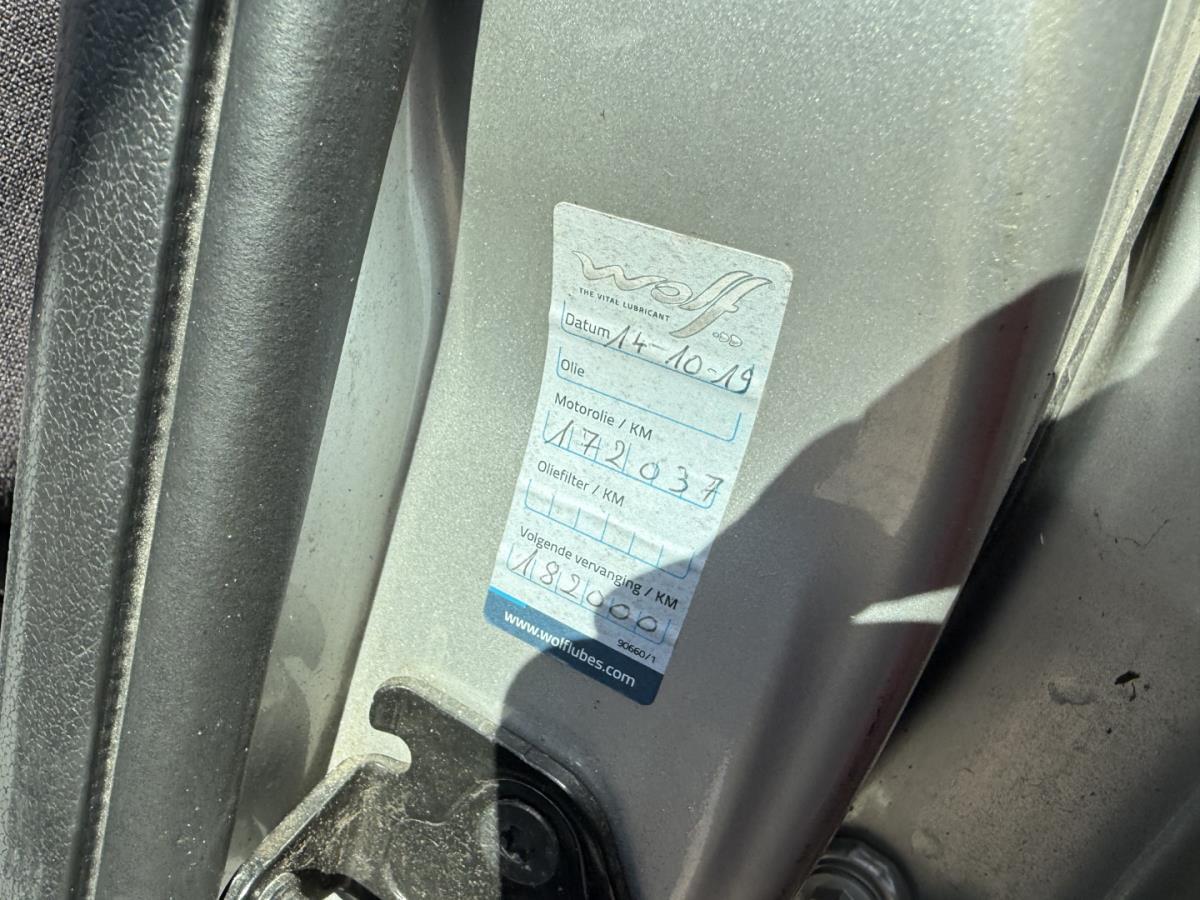 wolf
THE VITAL LUBRICANT
Datum 14-10-19
Olie
Motorolie / KM
172037
Oliefilter / KM
Volgende vervanging / KM
182000
90660/1
www.wolflubes.com